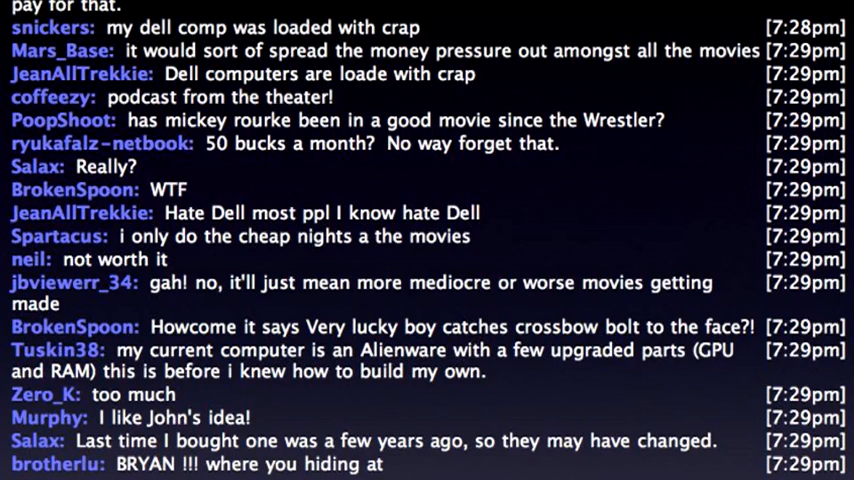 pay for that.
snickers: my dell comp was loaded with crap [7:28pm]
Mars_Base: it would sort of spread the money pressure out amongst all the movies [7:29pm]
JeanAllTrekkie: Dell computers are loade with crap [7:29pm]
coffeezy: podcast from the theater! [7:29pm]
PoopShoot: has mickey rourke been in a good movie since the Wrestler? [7:29pm]
ryukafalz-netbook: 50 bucks a month? No way forget that. [7:29pm]
Salax: Really? [7:29pm]
BrokenSpoon: WTF [7:29pm]
JeanAllTrekkie: Hate Dell most ppl I know hate Dell [7:29pm]
Spartacus: i only do the cheap nights a the movies [7:29pm]
neil: not worth it [7:29pm]
jbviewerr_34: gah! no, it'll just mean more mediocre or worse movies getting [7:29pm]
made
BrokenSpoon: Howcome it says Very lucky boy catches crossbow bolt to the face?! [7:29pm]
Tuskin38: my current computer is an Alienware with a few upgraded parts (GPU [7:29pm]
and RAM) this is before i knew how to build my own.
Zero_K: too much [7:29pm]
Murphy: I like John's idea! [7:29pm]
Salax: Last time I bought one was a few years ago, so they may have changed. [7:29pm]
brotherlu: BRYAN !!! where you hiding at [7:29pm]